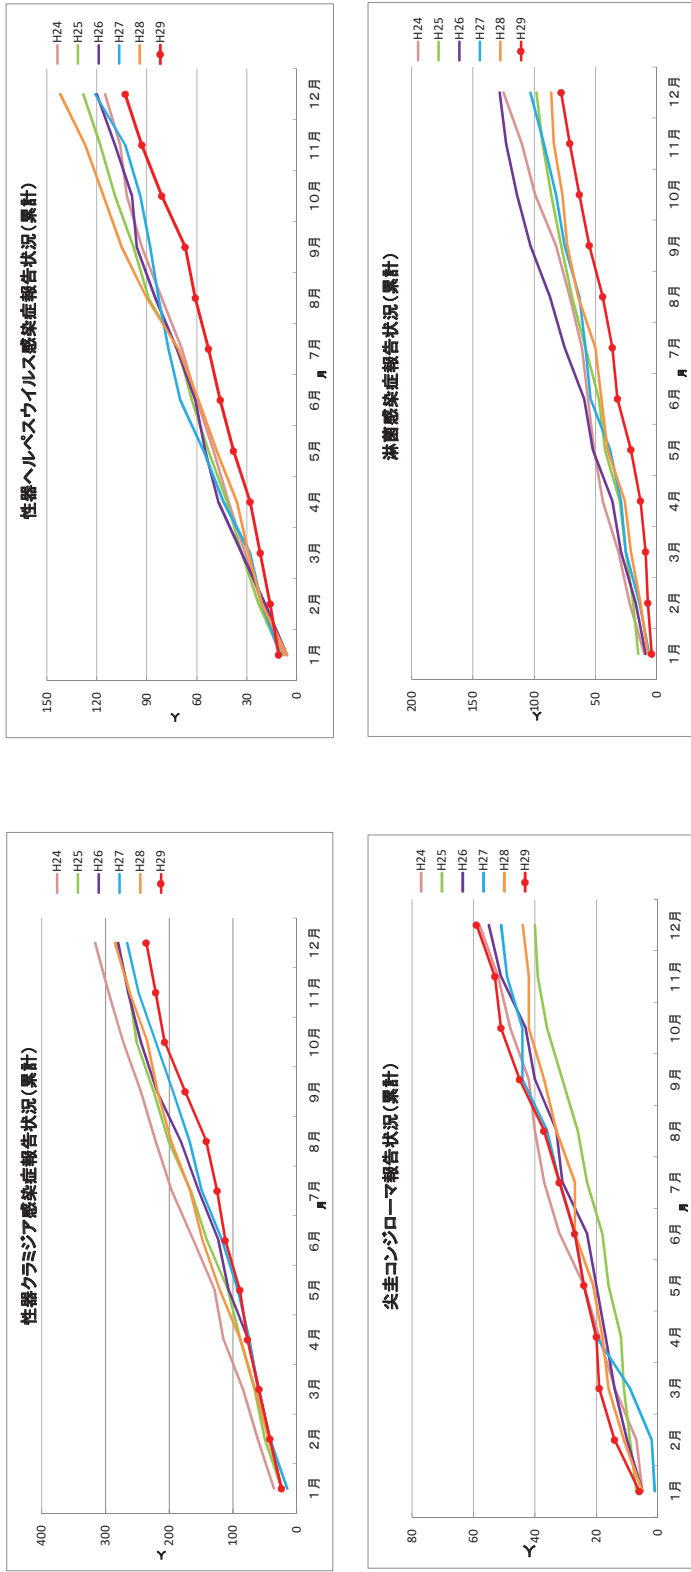 性器クラミジア感染症報告状況(累計)
人
400
300
200
100
0
1月 2月 3月 4月 5月 6月 7月 8月 9月 10月 11月 12月
月
H24
H25
H26
H27
H28
H29
性器ヘルペスウイルス感染症報告状況(累計)
人
150
120
90
60
30
0
1月 2月 3月 4月 5月 6月 7月 8月 9月 10月 11月 12月
月
H24
H25
H26
H27
H28
H29
尖圭コンジローマ報告状況(累計)
人
80
60
40
20
0
1月 2月 3月 4月 5月 6月 7月 8月 9月 10月 11月 12月
月
H24
H25
H26
H27
H28
H29
淋菌感染症報告状況(累計)
人
200
150
100
50
0
1月 2月 3月 4月 5月 6月 7月 8月 9月 10月 11月 12月
月
H24
H25
H26
H27
H28
H29